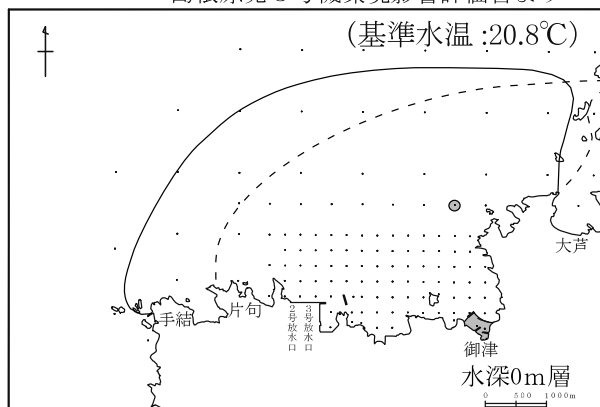 (基準水温:20.8℃)
大芦
手結
片句
2号放水口
3号放水口
御津
水深0m層
0 500 1000m